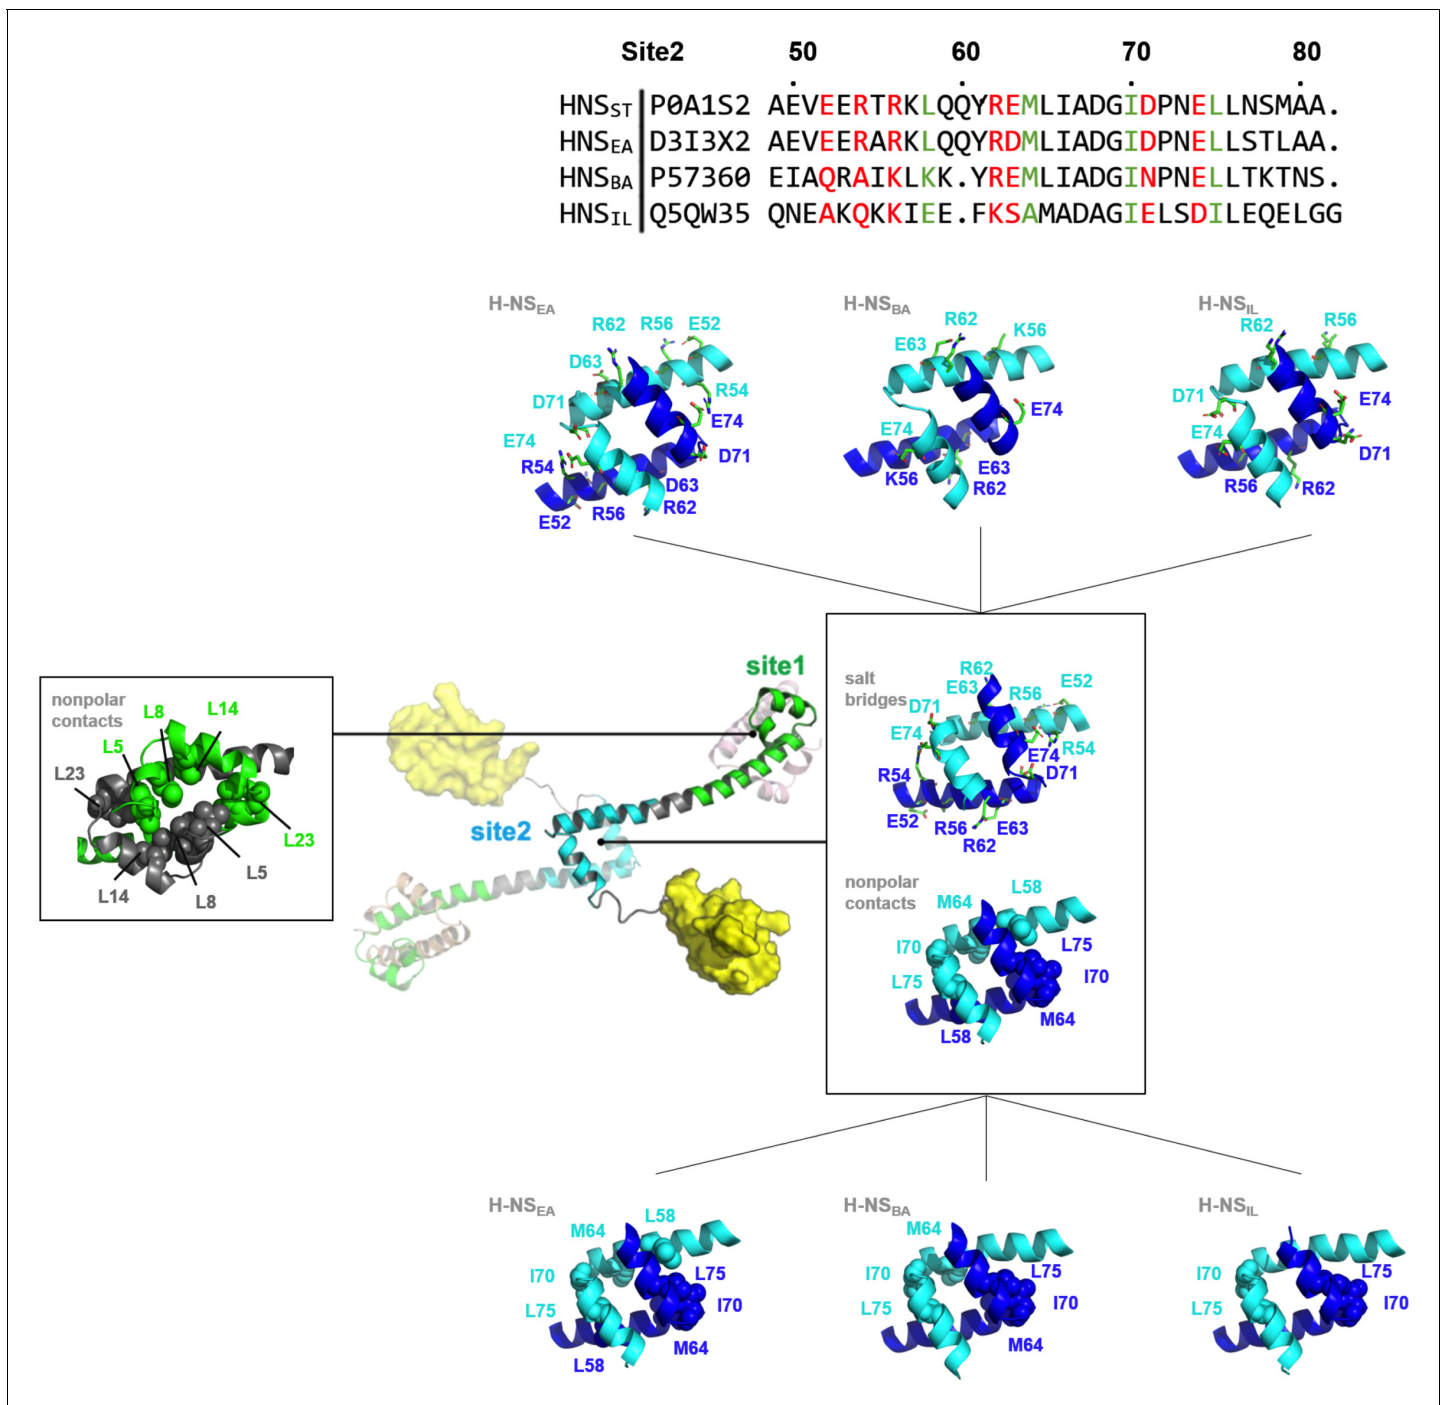 Site2 50 60 70 80
HNSST P0A1S2 AEVEERTRKLQQYREMLIADGIDPNELLNSMAA.
HNSEA D3I3X2 AEVEERARKLQQYRDMLIADGIDPNELLSTLAA.
HNSBA P57360 EIAQRAIKLKK.YREMLIADGINPNELLTKTNS.
HNSIL Q5QW35 QNEAKQKKIEE.FKSAMADAGIELSDILEQELGG
H-NSEA
R62 R56 E52
D63
D71
R54
E74
E74
R54
D71
D63
E52 R56 R62
H-NSBA
R62
E63
K56
E74
E74
K56
E63
R62
H-NSIL
R62 R56
D71
E74
E74
D71
R56 R62
nonpolar
contacts
L8 L14
L5
L23
L23
L14 L8 L5
site1
site2
salt
bridges
R62
E63 R56 E52
D71
E74
R54
E74
R54 D71
E52 R56 E63
R62
nonpolar
contacts
M64 L58
I70
L75
L75
I70
L58 M64
H-NSEA
M64 L58
I70
L75
L75
I70
L58 M64
H-NSBA
M64
I70
L75
L75
I70
M64
H-NSIL
I70
L75
L75
I70